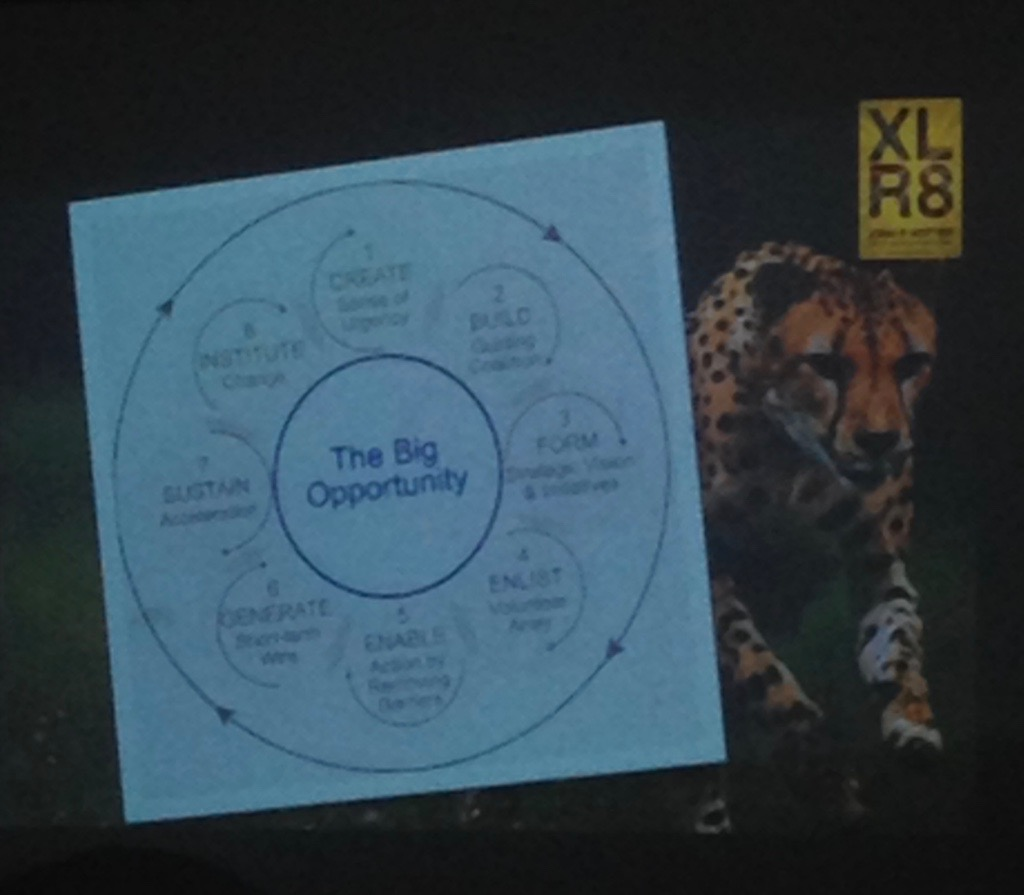 XL
R8
1
CREATE
Sense of
Urgency
2
BUILD
Guiding
Coalition
3
FORM
Strategic Vision
& Initiatives
4
ENLIST
Volunteer
Army
5
ENABLE
Action by
Removing
Barriers
6
GENERATE
Short-term
Wins
7
SUSTAIN
Acceleration
8
INSTITUTE
Change
The Big
Opportunity